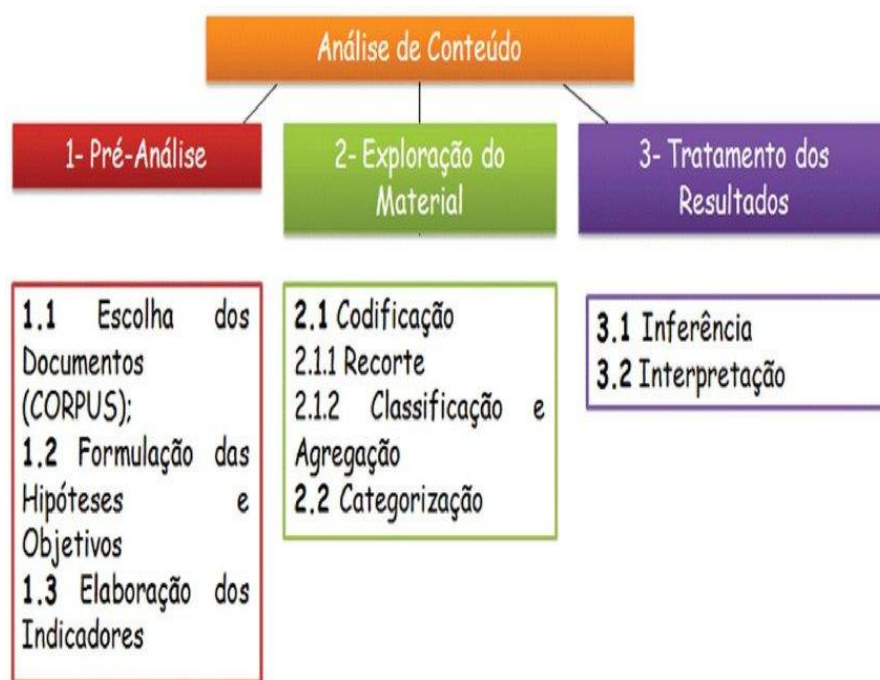 Análise de Conteúdo
1- Pré-Análise
2- Exploração do
Material
3- Tratamento dos
Resultados
1.1 Escolha dos
Documentos
(CORPUS);
1.2 Formulação das
Hipóteses e
Objetivos
1.3 Elaboração dos
Indicadores
2.1 Codificação
2.1.1 Recorte
2.1.2 Classificação e
Agregação
2.2 Categorização
3.1 Inferência
3.2 Interpretação